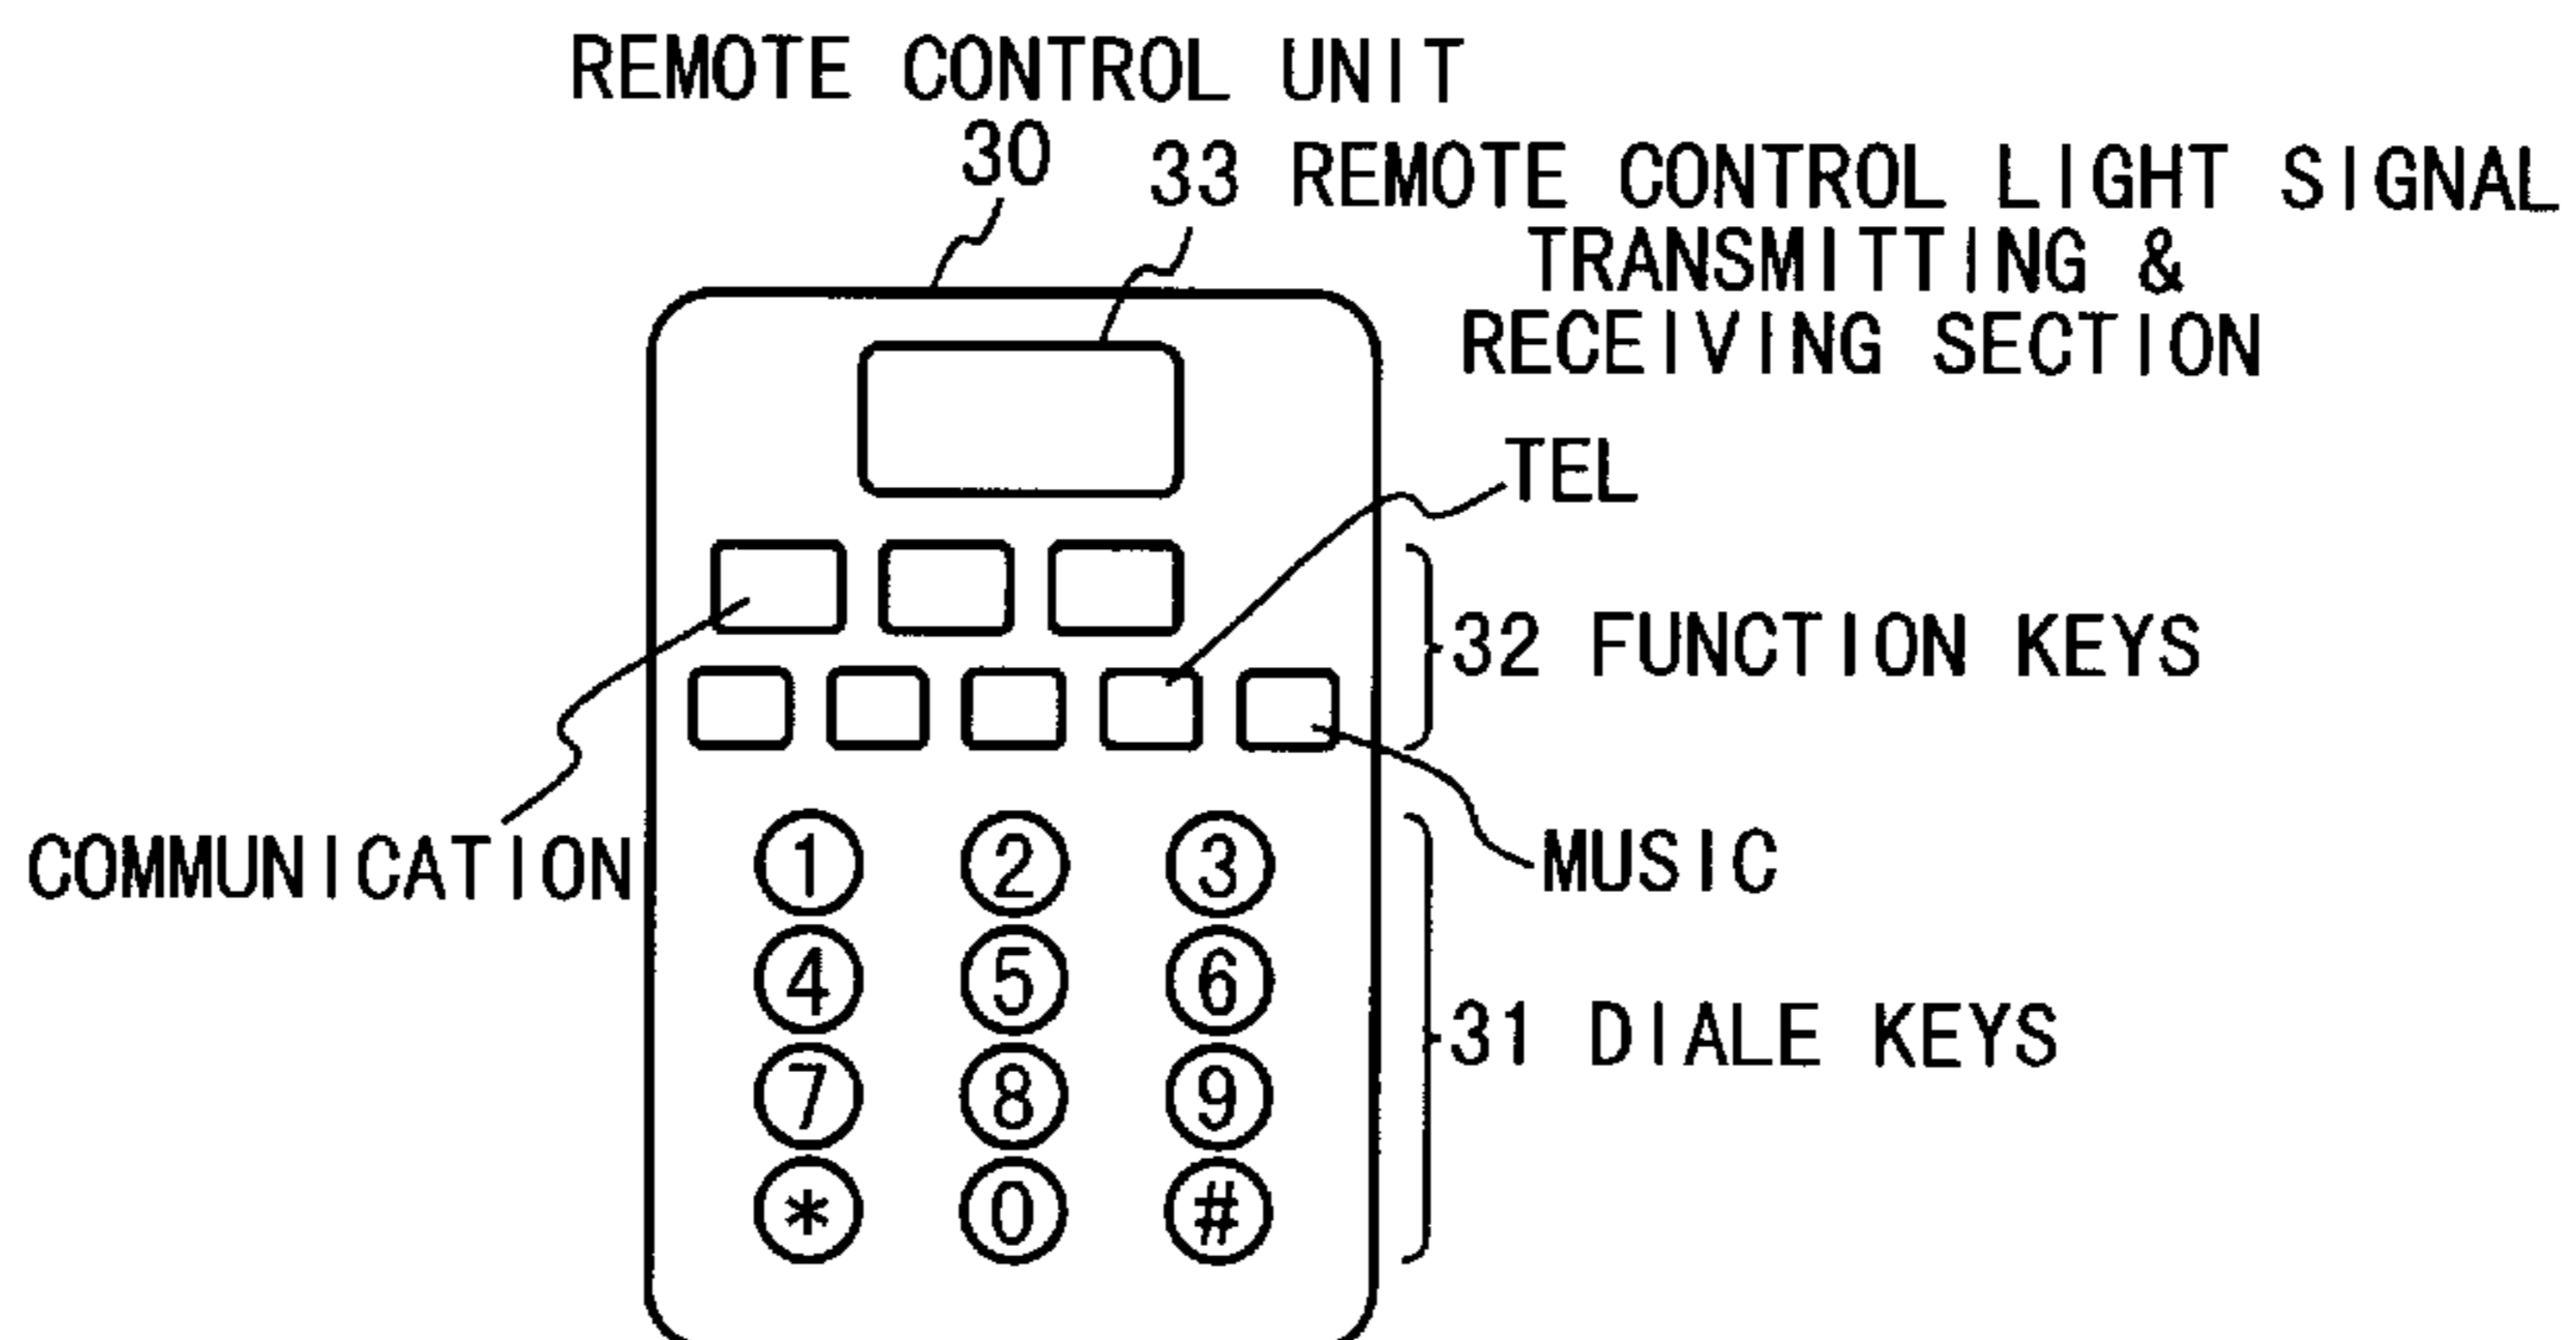 REMOTE CONTROL UNIT
30
33 REMOTE CONTROL LIGHT SIGNAL
TRANSMITTING &
RECEIVING SECTION
TEL
32 FUNCTION KEYS
COMMUNICATION
MUSIC
1 2 3
4 5 6
31 DIALE KEYS
7 8 9
* 0 #